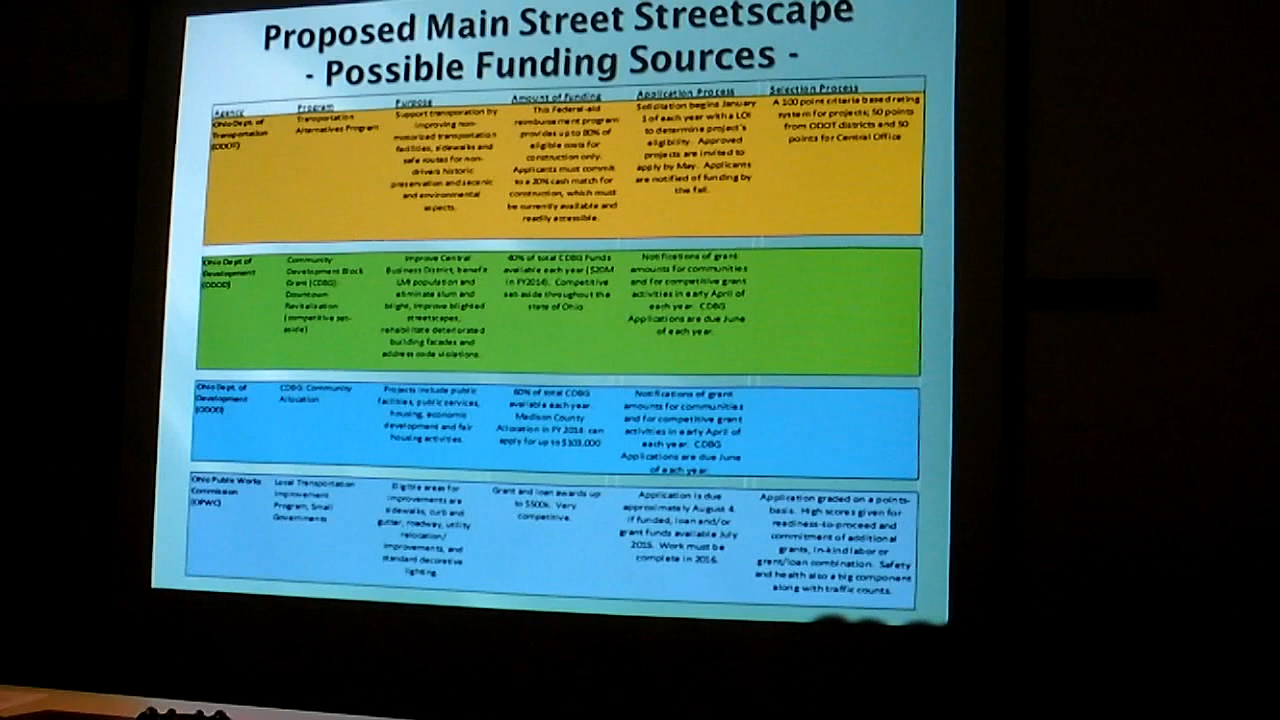 Proposed Main Street Streetscape
- Possible Funding Sources -
Agency
Program
Purpose
Amount of Funding
Application Process
Selection Process
Ohio Dept. of
Transportation
(ODOT)
Transportation
Alternatives Program
Support transportation by
improving non-
motorized transportation
facilities, sidewalks and
safe routes for non-
drivers historic
preservation and scenic
and environmental
aspects.
This Federal-aid
reimbursement program
provides up to 80% of
eligible costs for
construction only.
Applicants must commit
to a 20% cash match for
construction, which must
be currently available and
readily accessible.
Solicitation begins January
1 of each year with a LOI
to determine project's
eligibility. Approved
projects are invited to
apply by May. Applicants
are notified of funding by
the fall.
A 100 point criteria based rating
system for projects; 50 points
from ODOT districts and 50
points for Central Office
Ohio Dept of
Development
(ODOD)
Community
Development Block
Grant (CDBG)
Downtown
Revitalization
(competitive set-
aside)
Improve Central
Business District, benefit
LMI population and
eliminate slum and
blight, improve blighted
streetscapes,
rehabilitate deteriorated
building facades and
address code violations.
40% of total CDBG Funds
available each year ($20M
in FY2014). Competitive
set-aside throughout the
state of Ohio
Notifications of grant
amounts for communities
and for competitive grant
activities in early April of
each year. CDBG
Applications are due June
of each year.
Ohio Dept. of
Development
(ODOD)
CDBG Community
Allocation
Projects include public
facilities, public services,
housing, economic
development and fair
housing activities.
60% of total CDBG
available each year.
Madison County
Allocation in FY 2014: can
apply for up to $103,000
Notifications of grant
amounts for communities
and for competitive grant
activities in early April of
each year. CDBG
Applications are due June
of each year.
Ohio Public Works
Commission
(OPWC)
Local Transportation
Improvement
Program, Small
Governments
Eligible areas for
improvements are
sidewalks, curb and
gutter, roadway, utility
relocation/
improvements, and
standard decorative
lighting.
Grant and loan awards up
to $500k. Very
competitive.
Application is due
approximately August 4.
If funded, loan and/or
grant funds available July
2015. Work must be
complete in 2016.
Application graded on a points-
basis. High scores given for
readiness-to-proceed and
commitment of additional
grants, in-kind labor or
grant/loan combination. Safety
and health also a big component
along with traffic counts.